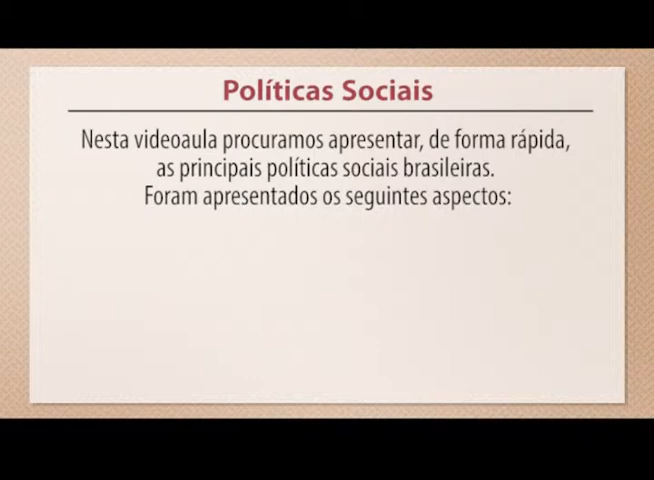 Políticas Sociais
Nesta videoaula procuramos apresentar, de forma rápida,
as principais políticas sociais brasileiras.
Foram apresentados os seguintes aspectos: